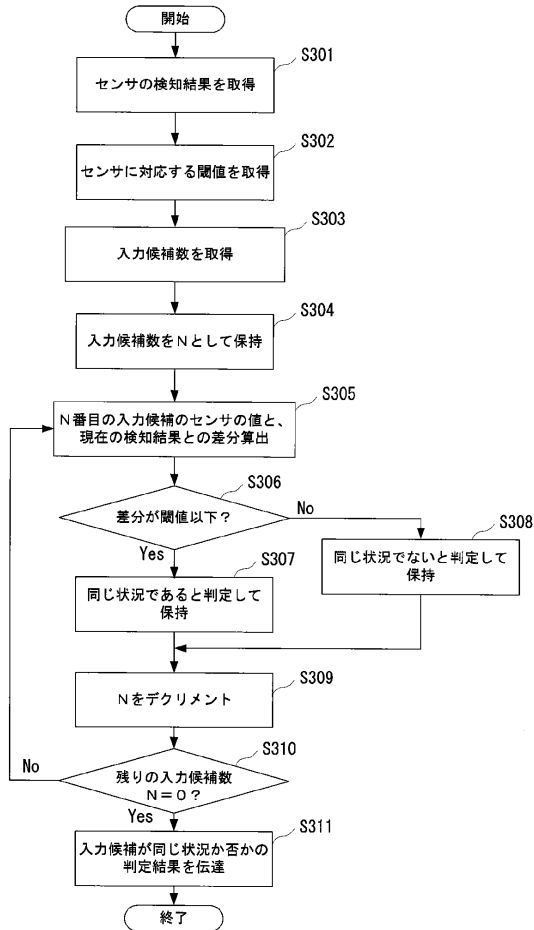 開始
S301
センサの検知結果を取得
S302
センサに対応する閾値を取得
S303
入力候補数を取得
S304
入力候補数をNとして保持
S305
N番目の入力候補のセンサの値と、
現在の検知結果との差分算出
S306
差分が閾値以下?
No
Yes
S308
同じ状況でないと判定して
保持
S307
同じ状況であると判定して
保持
S309
Nをデクリメント
S310
残りの入力候補数
N=0?
No
Yes
S311
入力候補が同じ状況か否かの
判定結果を伝達
終了